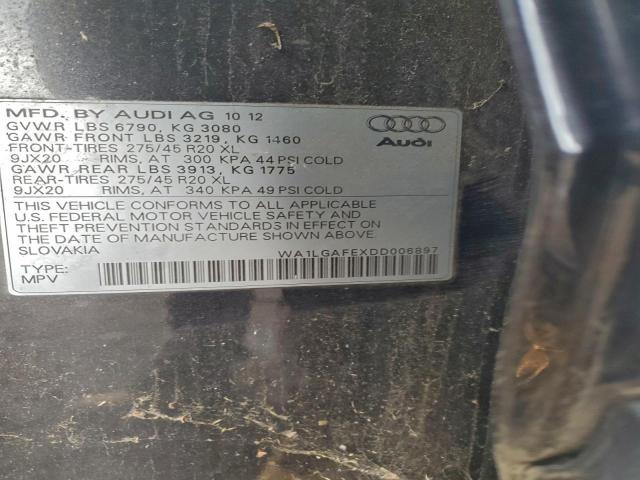 MFD. BY AUDI AG 10 12
GVWR LBS 6790, KG 3080
GAWR FRONT LBS 3219, KG 1460
FRONT-TIRES 275/45 R20 XL
9JX20 RIMS, AT 300 KPA 44 PSI COLD
GAWR REAR LBS 3913, KG 1775
REAR-TIRES 275/45 R20 XL
9JX20 RIMS, AT 340 KPA 49 PSI COLD
Audi
THIS VEHICLE CONFORMS TO ALL APPLICABLE
U.S. FEDERAL MOTOR VEHICLE SAFETY AND
THEFT PREVENTION STANDARDS IN EFFECT ON
THE DATE OF MANUFACTURE SHOWN ABOVE.
SLOVAKIA WA1LGAFEXDD006897
TYPE:
MPV